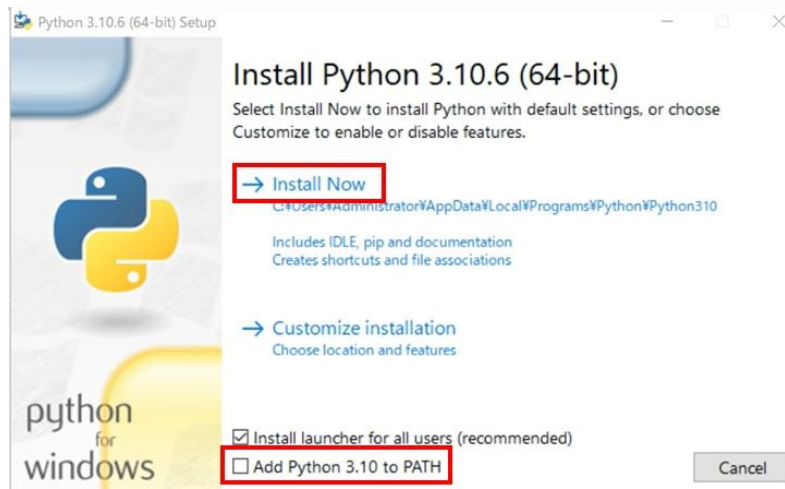 Python 3.10.6 (64-bit) Setup
Install Python 3.10.6 (64-bit)
Select Install Now to install Python with default settings, or choose
Customize to enable or disable features.
→ Install Now
C:¥Users¥Administrator¥AppData¥Local¥Programs¥Python¥Python310
Includes IDLE, pip and documentation
Creates shortcuts and file associations
→ Customize installation
Choose location and features
python
for
windows
Install launcher for all users (recommended)
Add Python 3.10 to PATH
Cancel